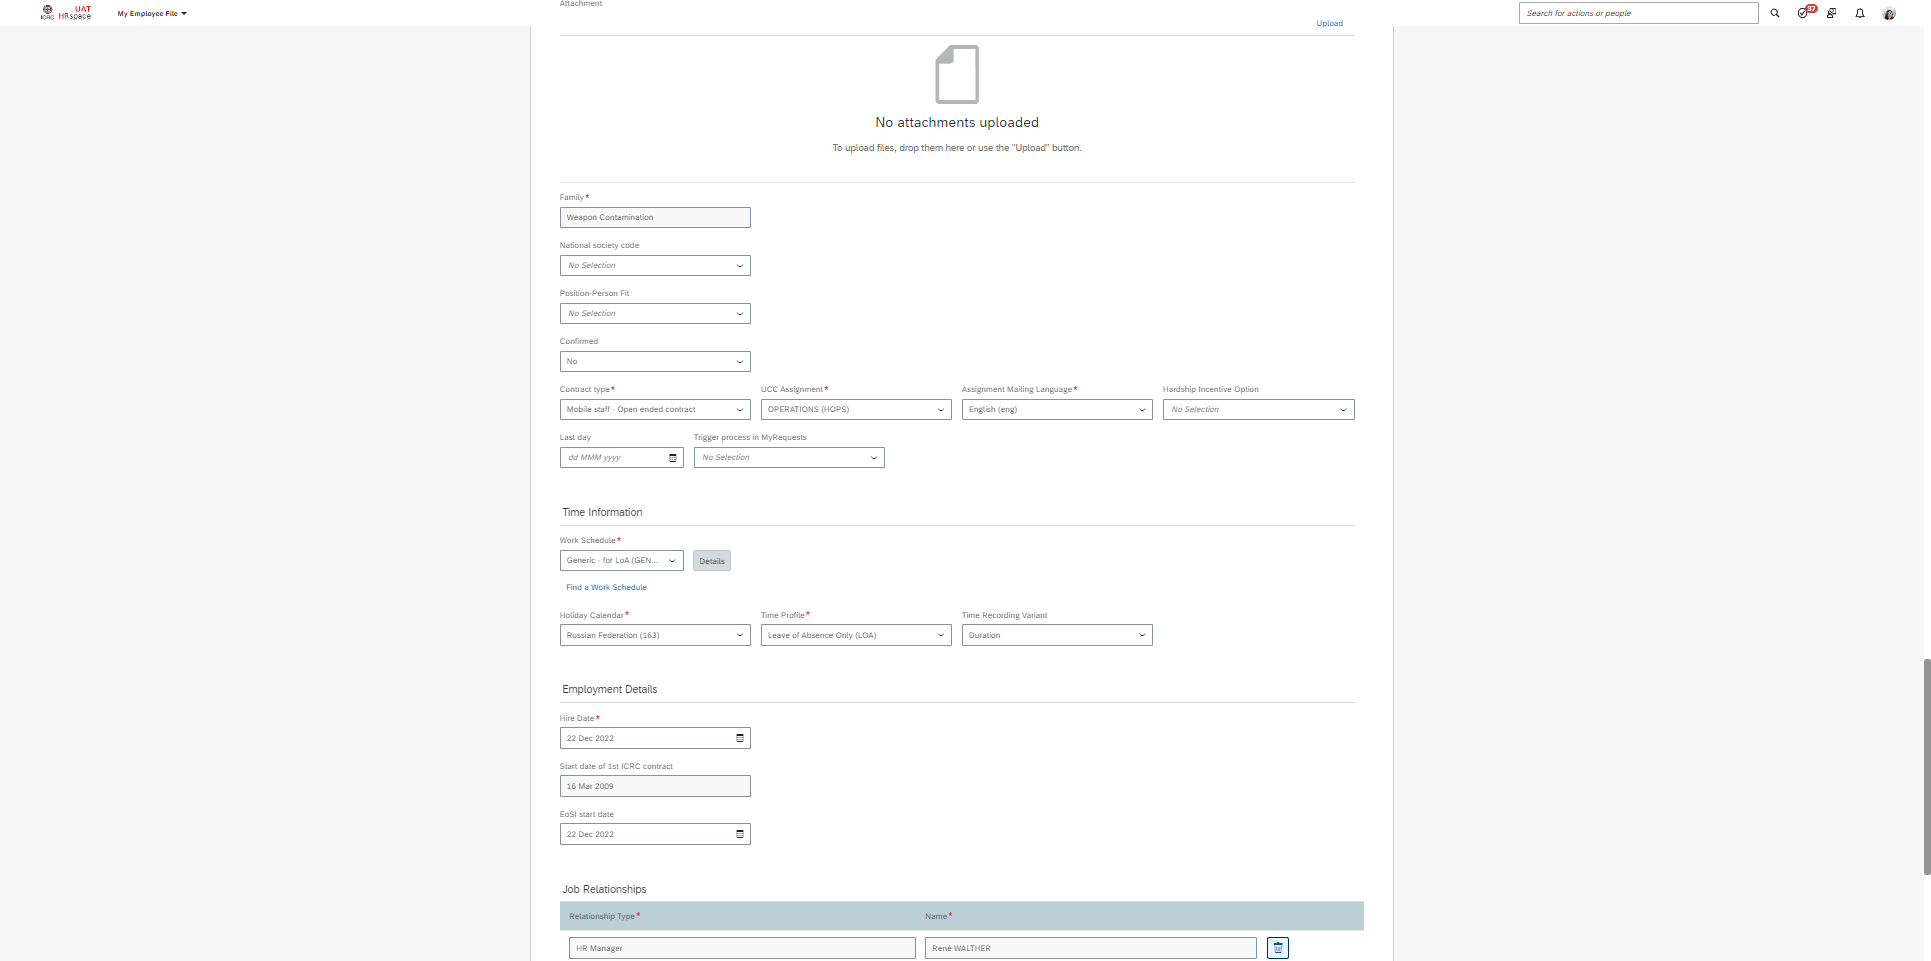 ICRC
UAT
HRspace
My Employee File
Search for actions or people
37
Attachment
Upload
No attachments uploaded
To upload files, drop them here or use the "Upload" button.
Family*
Weapon Contamination
National society code
No Selection
Position-Person Fit
No Selection
Confirmed
No
Contract type* UCC Assignment* Assignment Mailing Language* Hardship Incentive Option
Mobile staff - Open ended contract OPERATIONS (HOPS) English (eng) No Selection
Last day Trigger process in MyRequests
dd MMM yyyy No Selection
Time Information
Work Schedule*
Generic - for LoA (GEN... Details
Find a Work Schedule
Holiday Calendar* Time Profile* Time Recording Variant
Russian Federation (163) Leave of Absence Only (LOA) Duration
Employment Details
Hire Date*
22 Dec 2022
Start date of 1st ICRC contract
16 Mar 2009
EoSI start date
22 Dec 2022
Job Relationships
Relationship Type* Name*
HR Manager René WALTHER